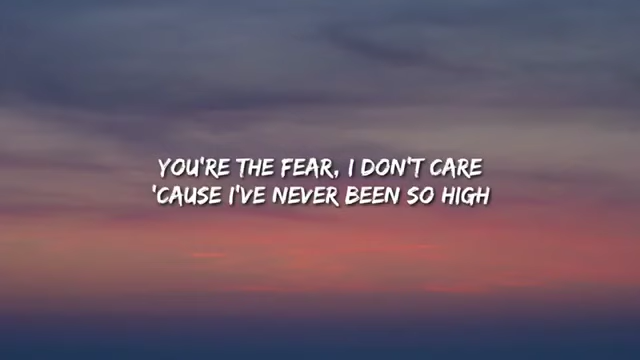 YOU'RE THE FEAR, I DON'T CARE
'CAUSE I'VE NEVER BEEN SO HIGH